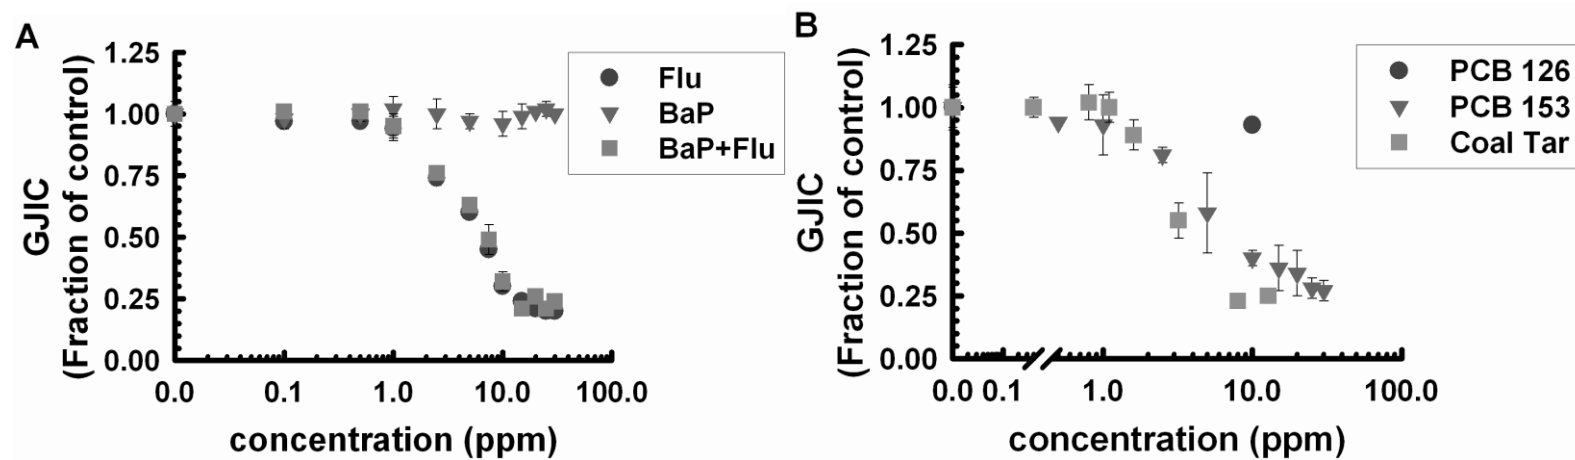 A
GJIC
(Fraction of control)
1.25
1.00
0.75
0.50
0.25
0.00
0.0 0.1 1.0 10.0 100.0
concentration (ppm)
Flu
BaP
BaP+Flu
B
GJIC
(Fraction of control)
1.25
1.00
0.75
0.50
0.25
0.00
0.0 0.1 1.0 10.0 100.0
concentration (ppm)
PCB 126
PCB 153
Coal Tar